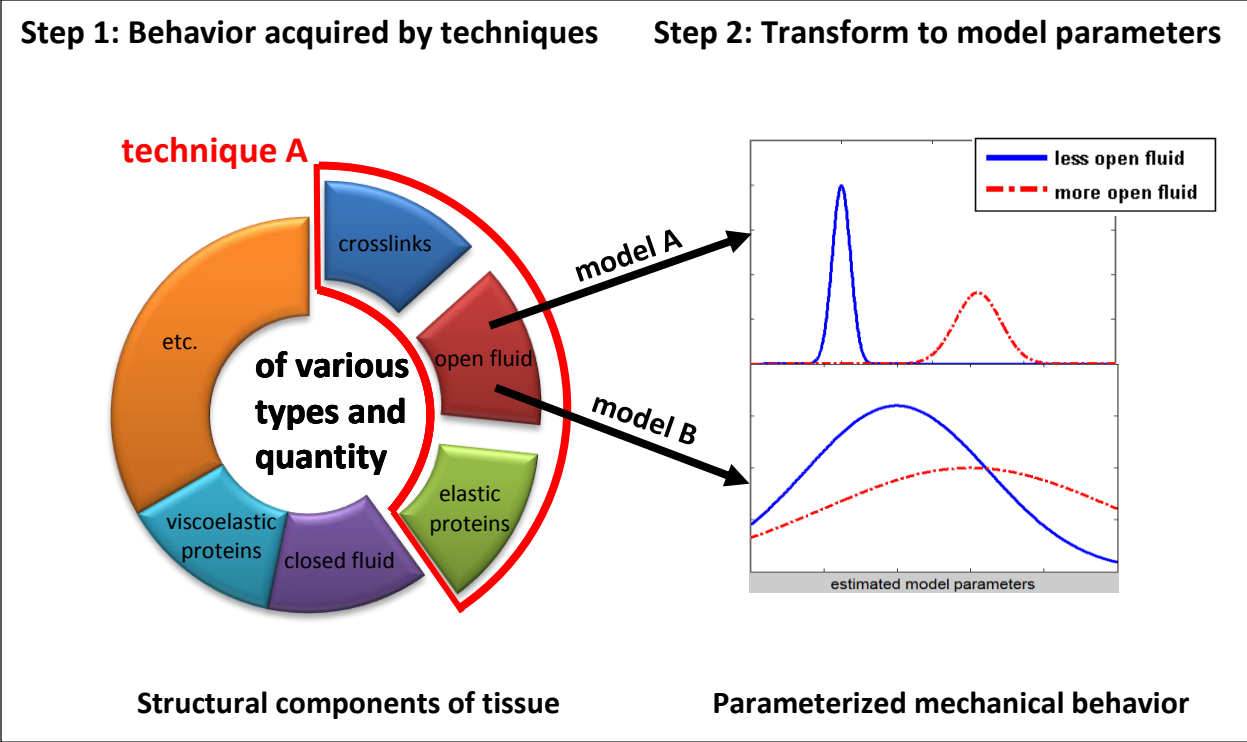 Step 1: Behavior acquired by techniques
Step 2: Transform to model parameters
technique A
crosslinks
open fluid
elastic
proteins
closed fluid
viscoelastic
proteins
etc.
of various
types and
quantity
model A
model B
less open fluid
more open fluid
estimated model parameters
Structural components of tissue
Parameterized mechanical behavior